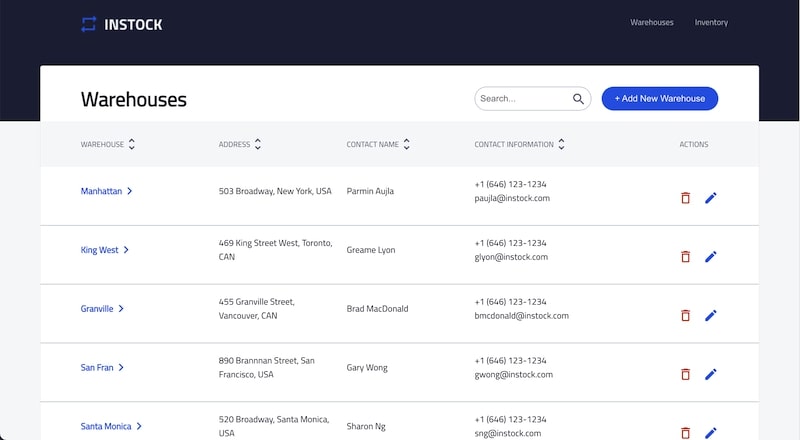 INSTOCK
Warehouses Inventory
Warehouses
Search...
+ Add New Warehouse
WAREHOUSE ADDRESS CONTACT NAME CONTACT INFORMATION ACTIONS
Manhattan
503 Broadway, New York, USA
Parmin Aujla
+1 (646) 123-1234
paujla@instock.com
King West
469 King Street West, Toronto,
CAN
Greame Lyon
+1 (646) 123-1234
glyon@instock.com
Granville
455 Granville Street,
Vancouver, CAN
Brad MacDonald
+1 (646) 123-1234
bmcdonald@instock.com
San Fran
890 Brannnan Street, San
Francisco, USA
Gary Wong
+1 (646) 123-1234
gwong@instock.com
Santa Monica
520 Broadway, Santa Monica,
USA
Sharon Ng
+1 (646) 123-1234
sng@instock.com